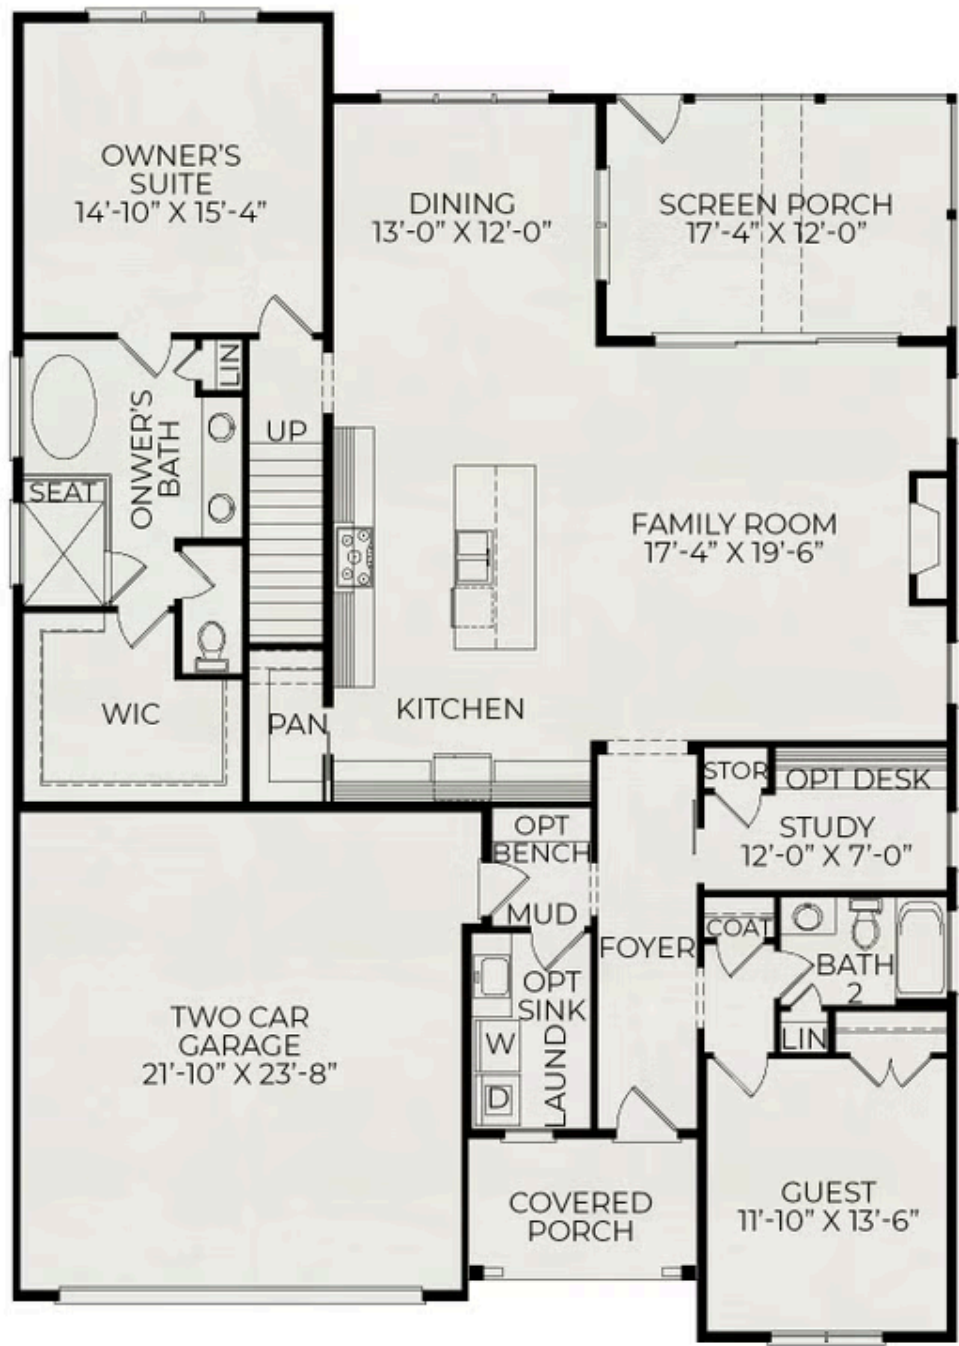 OWNER'S
SUITE
14'-10" X 15'-4"
DINING
13'-0" X 12'-0"
SCREEN PORCH
17'-4" X 12'-0"
LIN
ONWER'S
BATH
UP
SEAT
FAMILY ROOM
17'-4" X 19'-6"
WIC
PAN
KITCHEN
STOR
OPT DESK
STUDY
12'-0" X 7'-0"
OPT
BENCH
MUD
FOYER
COAT
BATH
2
LIN
OPT
SINK
W
D
LAUND
TWO CAR
GARAGE
21'-10" X 23'-8"
COVERED
PORCH
GUEST
11'-10" X 13'-6"